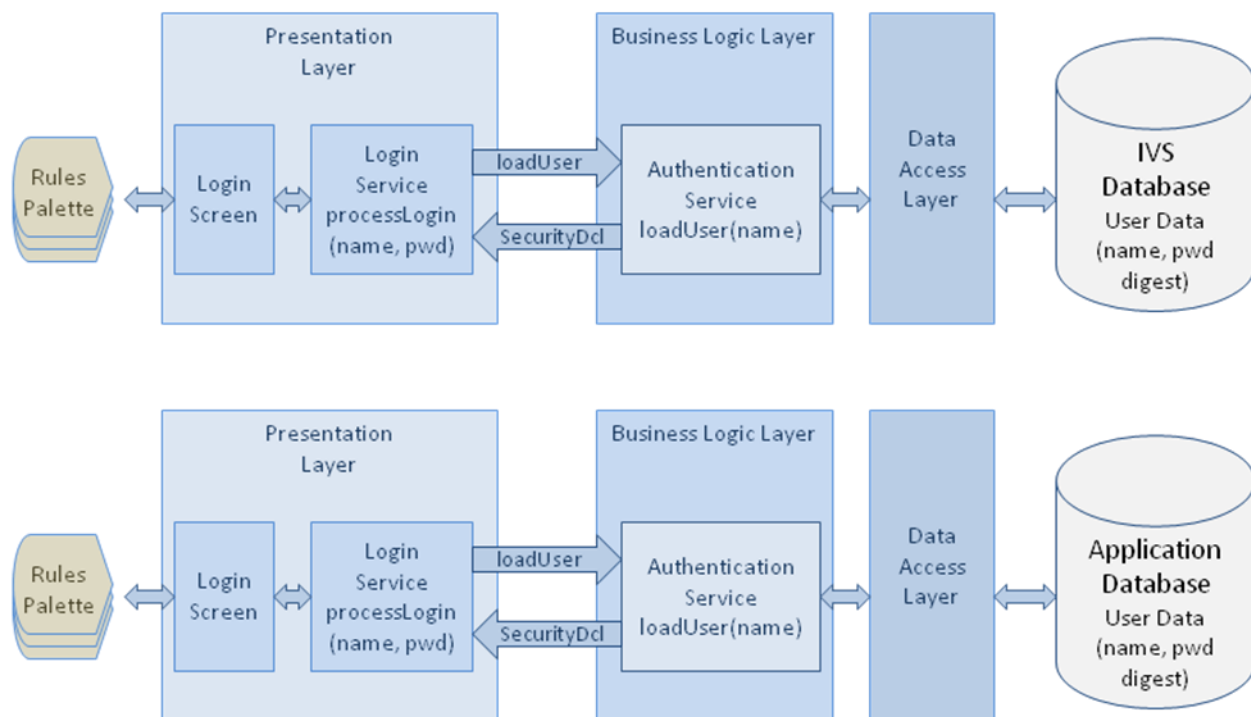 Presentation
Layer
Business Logic Layer
Rules
Palette
Login
Screen
Login
Service
processLogin
(name, pwd)
loadUser
SecurityDcl
Authentication
Service
loadUser(name)
Data
Access
Layer
IVS
Database
User Data
(name, pwd
digest)
Presentation
Layer
Business Logic Layer
Rules
Palette
Login
Screen
Login
Service
processLogin
(name, pwd)
loadUser
SecurityDcl
Authentication
Service
loadUser(name)
Data
Access
Layer
Application
Database
User Data
(name, pwd
digest)